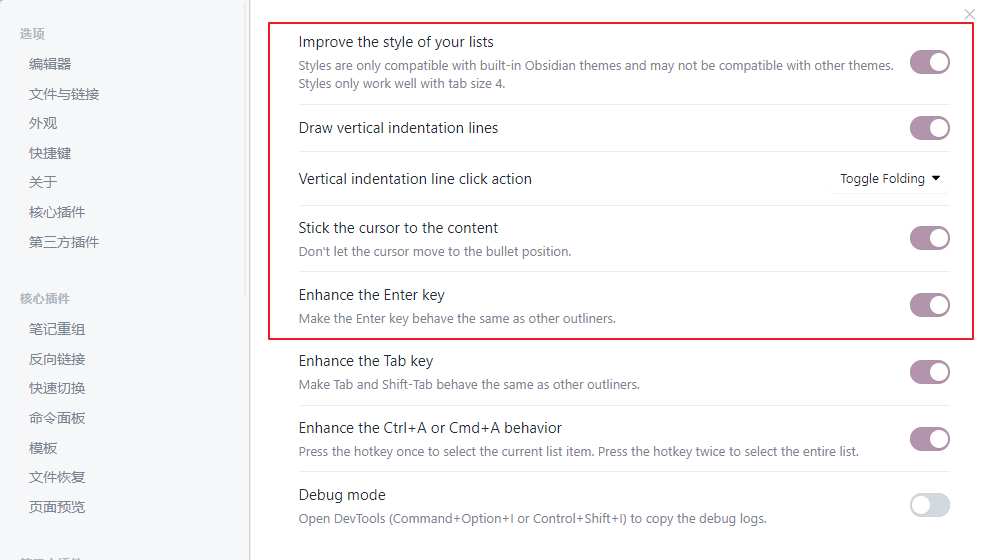 选项
编辑器
文件与链接
外观
快捷键
关于
核心插件
第三方插件
核心插件
笔记重组
反向链接
快速切换
命令面板
模板
文件恢复
页面预览
Improve the style of your lists
Styles are only compatible with built-in Obsidian themes and may not be compatible with other themes.
Styles only work well with tab size 4.
Draw vertical indentation lines
Vertical indentation line click action
Toggle Folding
Stick the cursor to the content
Don't let the cursor move to the bullet position.
Enhance the Enter key
Make the Enter key behave the same as other outliners.
Enhance the Tab key
Make Tab and Shift-Tab behave the same as other outliners.
Enhance the Ctrl+A or Cmd+A behavior
Press the hotkey once to select the current list item. Press the hotkey twice to select the entire list.
Debug mode
Open DevTools (Command+Option+I or Control+Shift+I) to copy the debug logs.